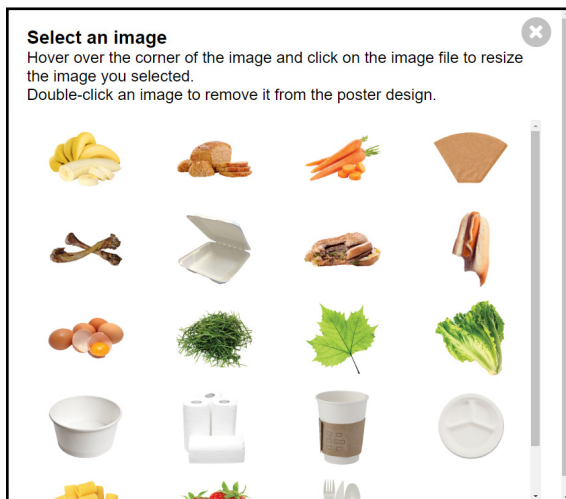 Select an image
Hover over the corner of the image and click on the image file to resize
the image you selected.
Double-click an image to remove it from the poster design.